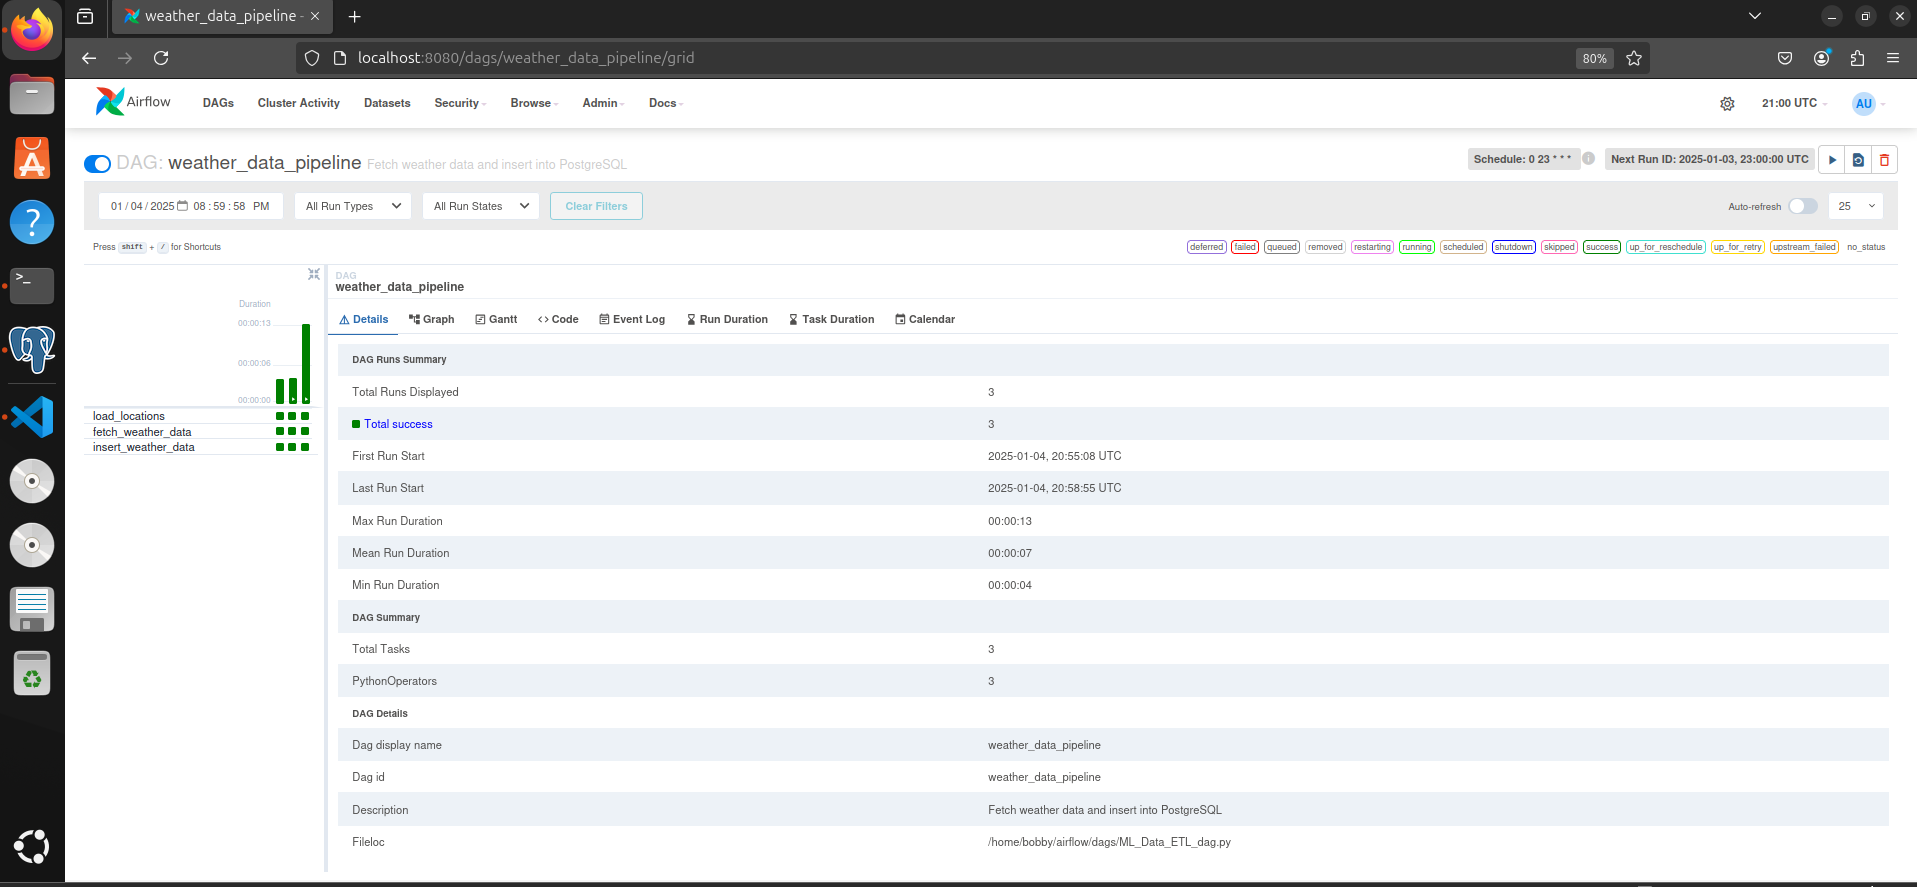 weather_data_pipeline -
localhost:8080/dags/weather_data_pipeline/grid
80%
Airflow
DAGs
Cluster Activity
Datasets
Security
Browse
Admin
Docs
21:00 UTC
AU
DAG: weather_data_pipeline Fetch weather data and insert into PostgreSQL
Schedule: 0 23 * * *
Next Run ID: 2025-01-03, 23:00:00 UTC
01/04/2025 08:59:58 PM
All Run Types
All Run States
Clear Filters
Auto-refresh
25
Press shift + / for Shortcuts
deferred failed queued removed restarting running scheduled shutdown skipped success up_for_reschedule up_for_retry upstream_failed no_status
Duration
00:00:13
00:00:06
00:00:00
load_locations
fetch_weather_data
insert_weather_data
DAG
weather_data_pipeline
Details
Graph
Gantt
<> Code
Event Log
Run Duration
Task Duration
Calendar
DAG Runs Summary
Total Runs Displayed 3
Total success 3
First Run Start 2025-01-04, 20:55:08 UTC
Last Run Start 2025-01-04, 20:58:55 UTC
Max Run Duration 00:00:13
Mean Run Duration 00:00:07
Min Run Duration 00:00:04
DAG Summary
Total Tasks 3
PythonOperators 3
DAG Details
Dag display name weather_data_pipeline
Dag id weather_data_pipeline
Description Fetch weather data and insert into PostgreSQL
Fileloc /home/bobby/airflow/dags/ML_Data_ETL_dag.py